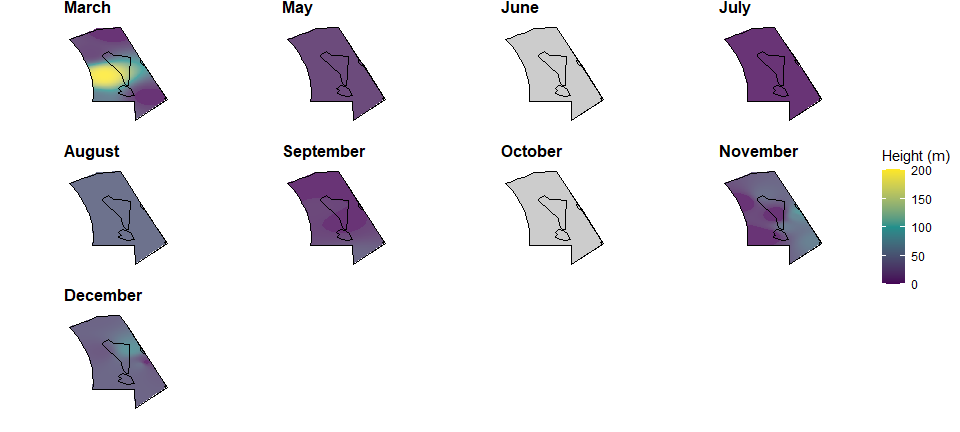 March
May
June
July
August
September
October
November
December
Height (m)
200
150
100
50
0